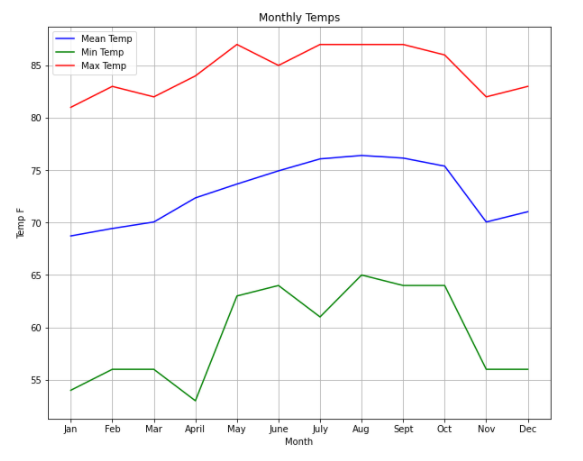 Monthly Temps
Mean Temp
Min Temp
Max Temp
85
80
75
70
65
60
55
Temp F
Jan Feb Mar April May June July Aug Sept Oct Nov Dec
Month